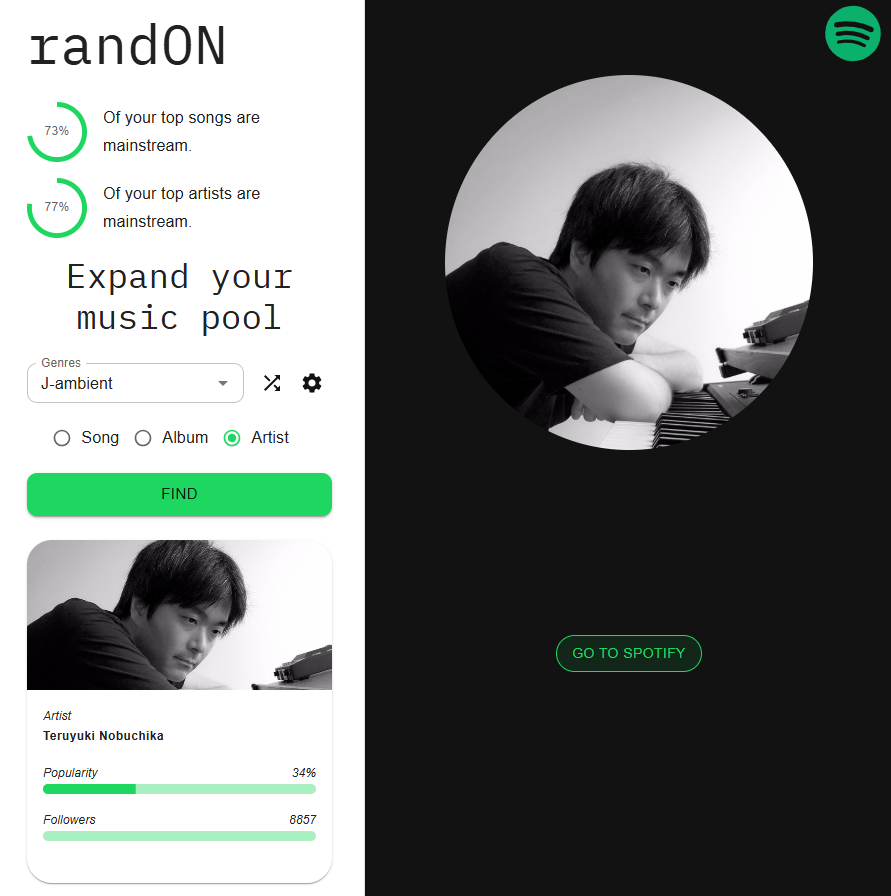 randON
73%
Of your top songs are
mainstream.
77%
Of your top artists are
mainstream.
Expand your
music pool
Genres
J-ambient
Song Album Artist
FIND
Artist
Teruyuki Nobuchika
Popularity 34%
Followers 8857
GO TO SPOTIFY